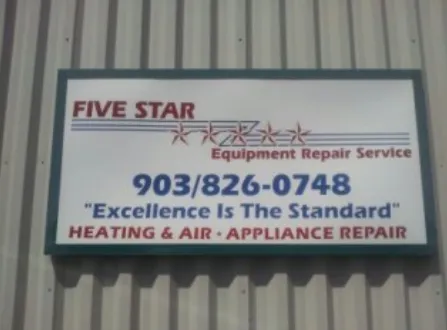 FIVE STAR
Equipment Repair Service
903/826-0748
"Excellence Is The Standard"
HEATING & AIR · APPLIANCE REPAIR